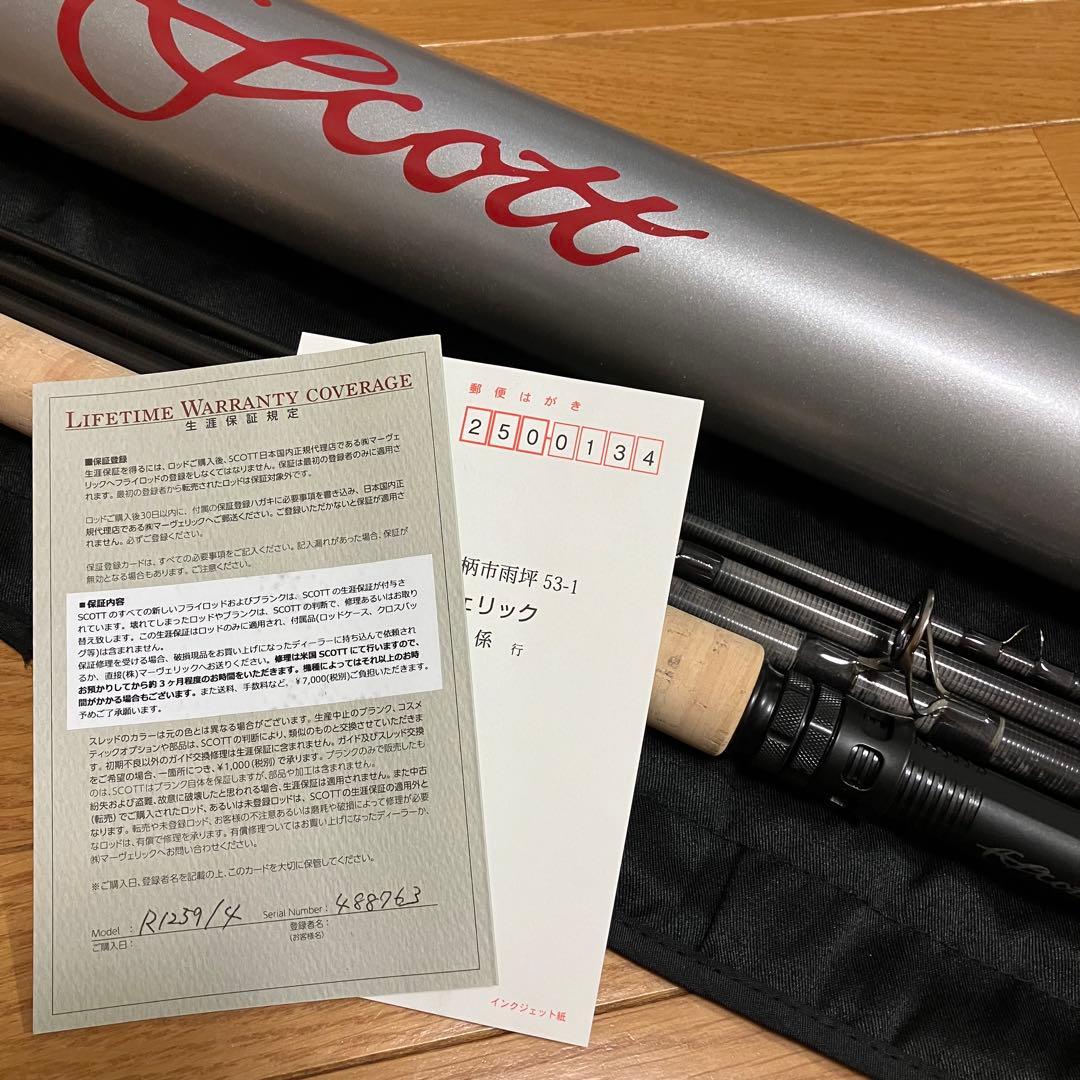 Scott
LIFETIME WARRANTY COVERAGE
生涯保証規定
■保証登録
生涯保証を得るには、ロッドご購入後、SCOTT日本国内正規代理店である㈱マーヴェ
リックへフライロッドの登録をしなくてはなりません。保証は最初の登録者のみに適用さ
れます。最初の登録者から転売されたロッドは保証対象外です。
ロッドご購入後30日以内に、付属の保証登録ハガキに必要事項を書き込み、日本国内正
規代理店である㈱マーヴェリックへご郵送ください。ご登録いただかないと保証が適用さ
れません。必ずご登録ください。
保証登録カードは、すべての必要事項をご記入ください。記入漏れがあった場合、保証が
無効となる場合もあります。ご注意ください。
■保証内容
SCOTTのすべての新しいフライロッドおよびブランクは、SCOTTの生涯保証が付与さ
れています。壊れてしまったロッドやブランクは、SCOTTの判断で、修理あるいはお取り
替え致します。この生涯保証はロッドのみに適用され、付属品(ロッドケース、クロスバッ
グ等)は含まれません。
保証修理を受ける場合、破損現品をお買い上げになったディーラーに持ち込んで依頼され
るか、直接(株)マーヴェリックへお送りください。修理は米国SCOTTにて行いますので、
お預かりしてから約3ヶ月程度のお時間をいただきます。機種によってはそれ以上のお時
間がかかる場合もございます。また送料、手数料など、¥7,000(税別)ご負担いただきます。
予めご了承願います。
スレッドのカラーは元の色とは異なる場合がございます。生産中止のブランク、コスメ
ティックオプションや部品は、SCOTTの判断により、類似のものと交換させていただきま
す。初期不良以外のガイド交換修理は生涯保証に含まれません。ガイド及びスレッド交換
をご希望の場合、一箇所につき、¥1,000(税別)で承ります。ブランクのみで販売したも
のは、SCOTTはブランク自体を保証しますが、部品や加工は含まれません。
紛失および盗難、故意に破壊したと思われる場合、生涯保証は適用されません。また中古
(転売)でご購入されたロッド、あるいは未登録ロッドは、SCOTTの生涯保証の適用外と
なります。転売や未登録ロッド、お客様の不注意あるいは磨耗や破損によって修理が必要
なロッドは、有償で修理を承ります。有償修理ついてはお買い上げになったディーラーか、
㈱マーヴェリックへお問い合わせください。
※ご購入日、登録者名を記載の上、このカードを大切に保管してください。
Model : R1259/4 Serial Number : 488763
ご購入日: 登録者名:
(お客様名)
郵便はがき
250-0134
柄市雨坪 53-1
ェリック
係 行
インクジェット紙
Scott